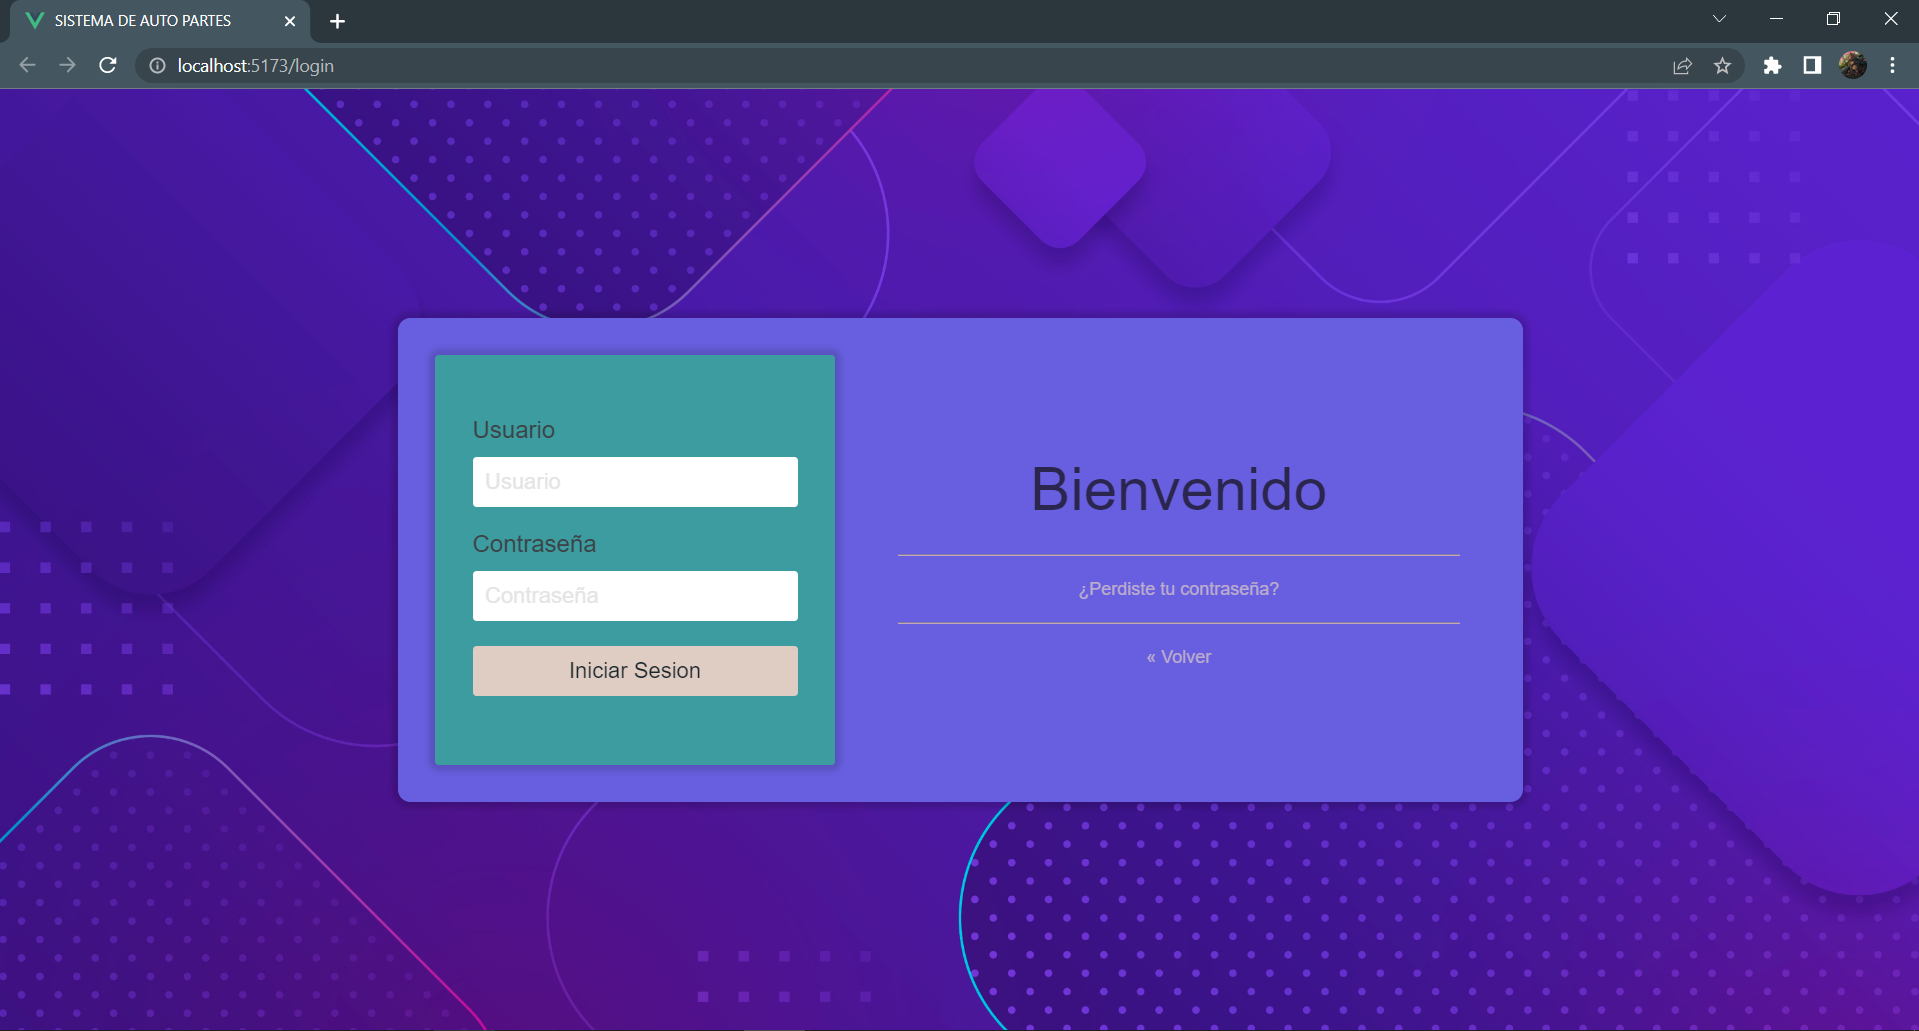 SISTEMA DE AUTO PARTES
localhost:5173/login
Usuario
Usuario
Contraseña
Contraseña
Iniciar Sesion
Bienvenido
¿Perdiste tu contraseña?
« Volver